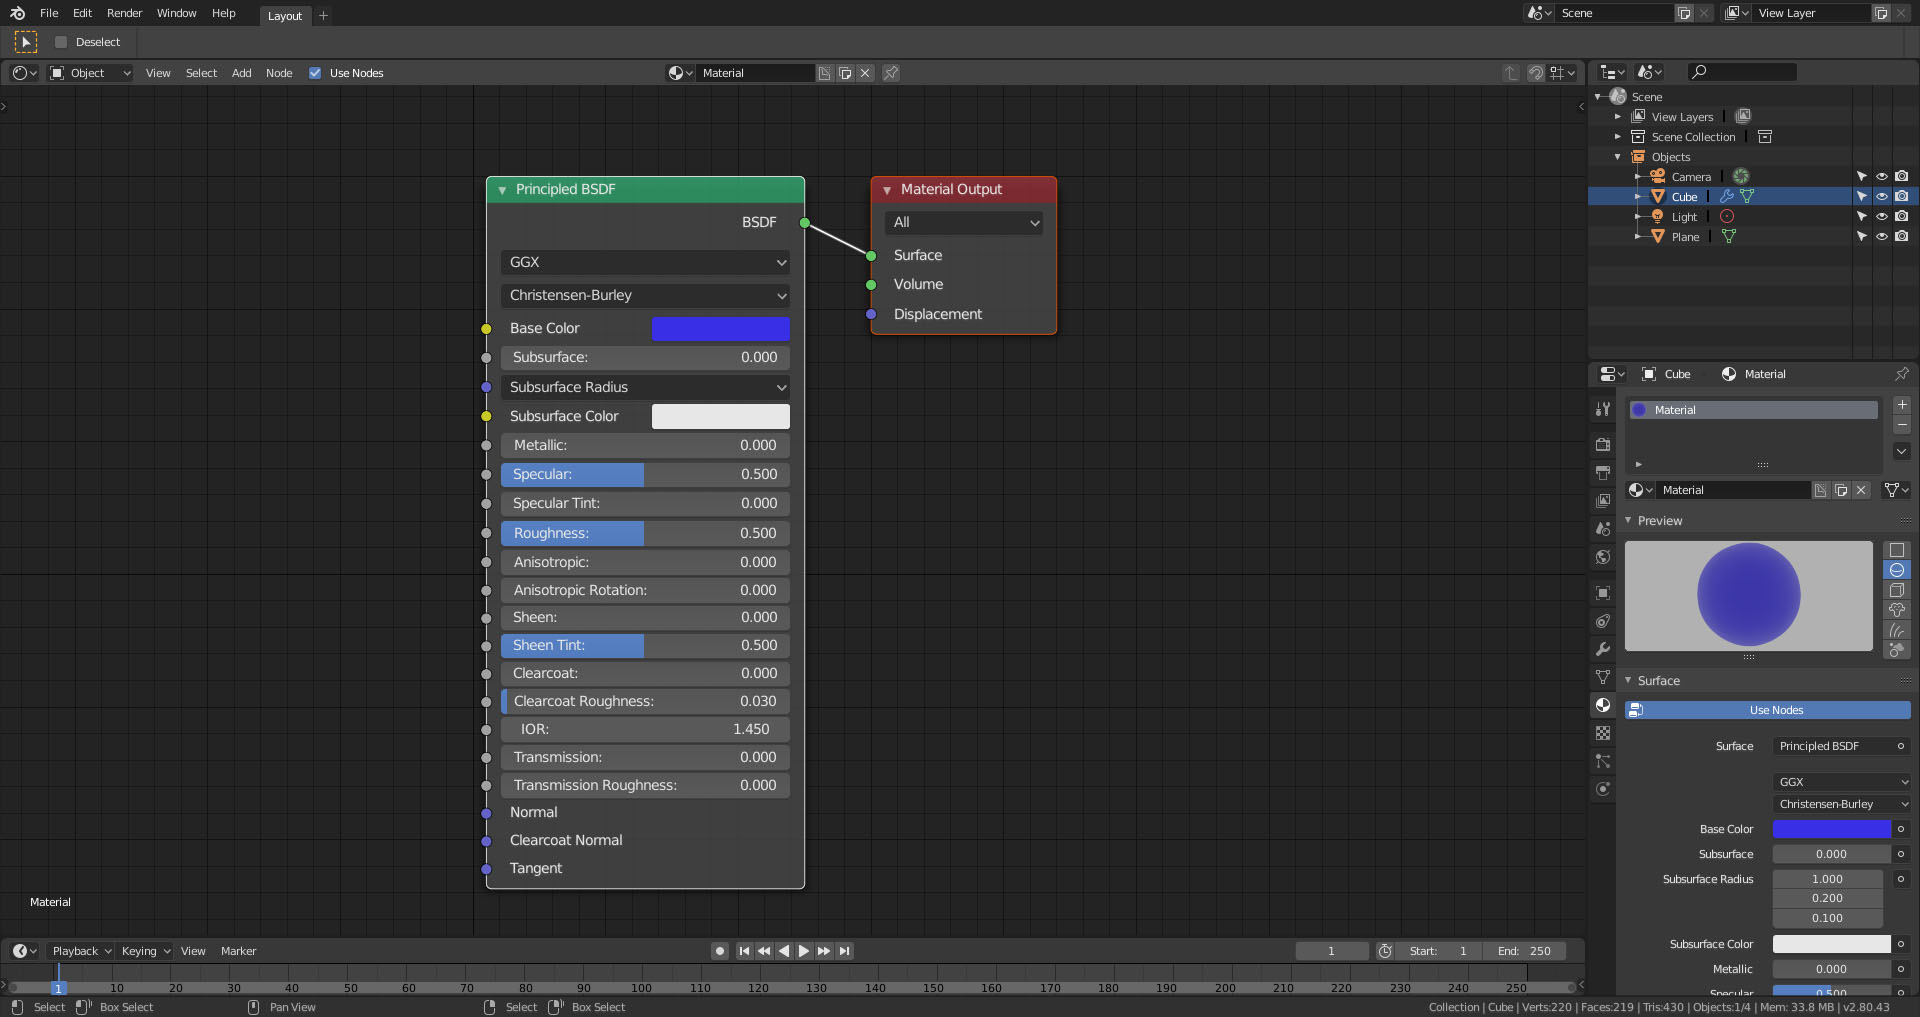 File Edit Render Window Help Layout + Scene View Layer
Deselect
Object View Select Add Node Use Nodes Material
Scene
View Layers
Scene Collection
Objects
Camera
Cube
Light
Plane
Principled BSDF
BSDF
GGX
Christensen-Burley
Base Color
Subsurface: 0.000
Subsurface Radius
Subsurface Color
Metallic: 0.000
Specular: 0.500
Specular Tint: 0.000
Roughness: 0.500
Anisotropic: 0.000
Anisotropic Rotation: 0.000
Sheen: 0.000
Sheen Tint: 0.500
Clearcoat: 0.000
Clearcoat Roughness: 0.030
IOR: 1.450
Transmission: 0.000
Transmission Roughness: 0.000
Normal
Clearcoat Normal
Tangent
Material Output
All
Surface
Volume
Displacement
Material
Cube Material
Material
Material
Preview
Surface
Use Nodes
Surface Principled BSDF
GGX
Christensen-Burley
Base Color
Subsurface 0.000
Subsurface Radius 1.000
0.200
0.100
Subsurface Color
Metallic 0.000
Specular 0.500
Playback Keying View Marker 1 Start: 1 End: 250
1 10 20 30 40 50 60 70 80 90 100 110 120 130 140 150 160 170 180 190 200 210 220 230 240 250
Select Box Select Pan View Select Box Select Collection | Cube | Verts:220 | Faces:219 | Tris:430 | Objects:1/4 | Mem: 33.8 MB | v2.80.43